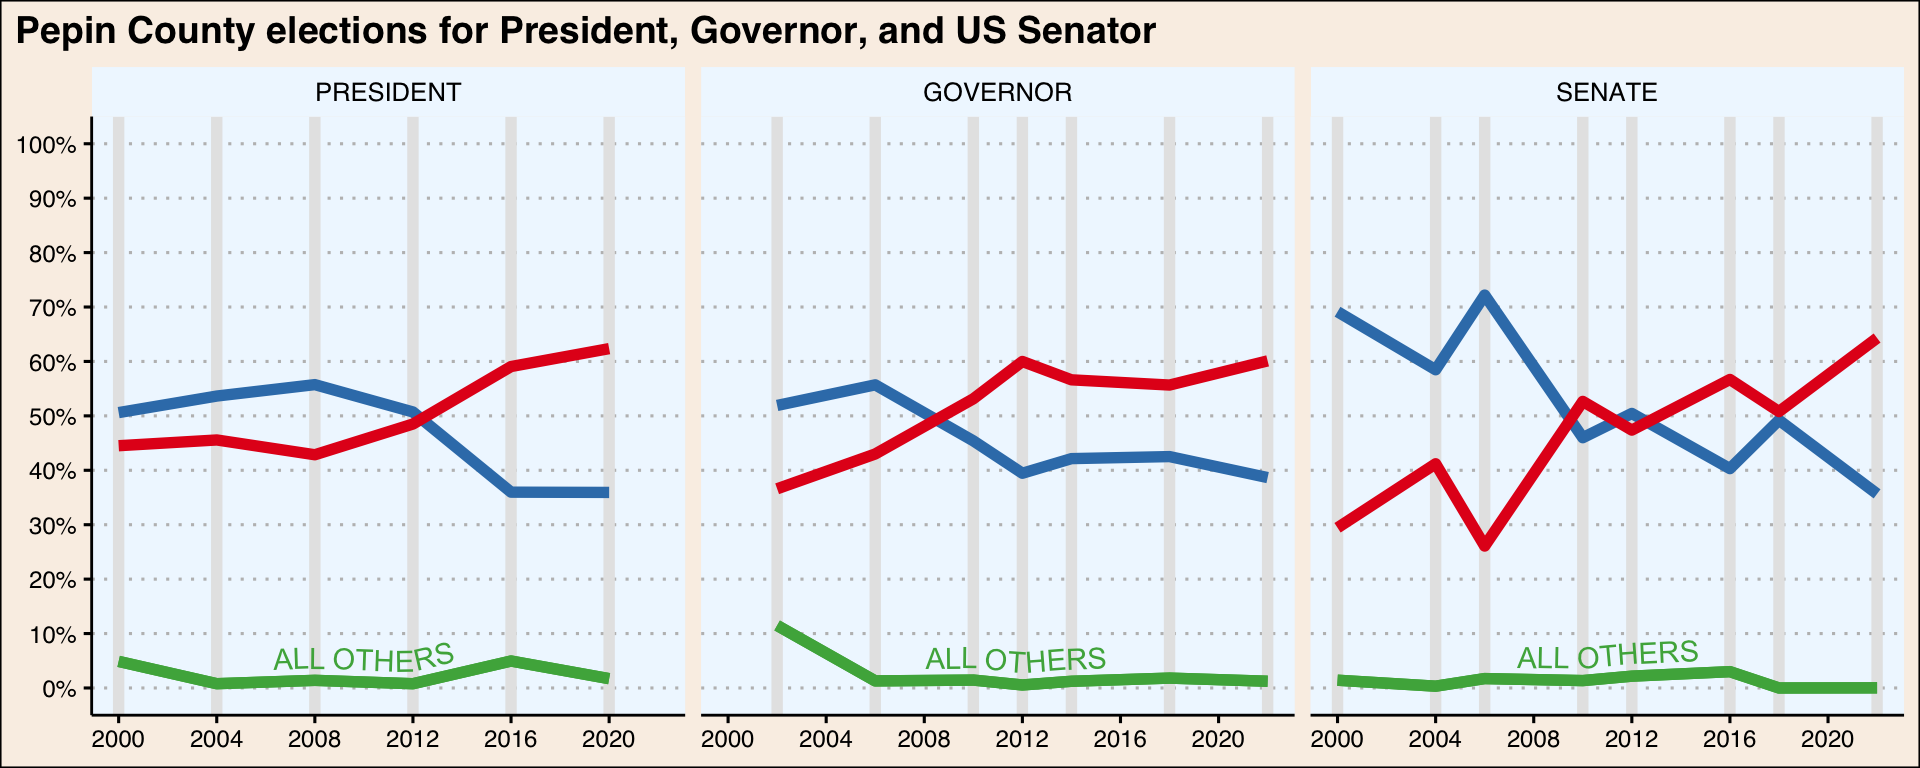 Pepin County elections for President, Governor, and US Senator
PRESIDENT
GOVERNOR
SENATE
100%
90%
80%
70%
60%
50%
40%
30%
20%
10%
0%
ALL OTHERS
ALL OTHERS
ALL OTHERS
2000 2004 2008 2012 2016 2020
2000 2004 2008 2012 2016 2020
2000 2004 2008 2012 2016 2020